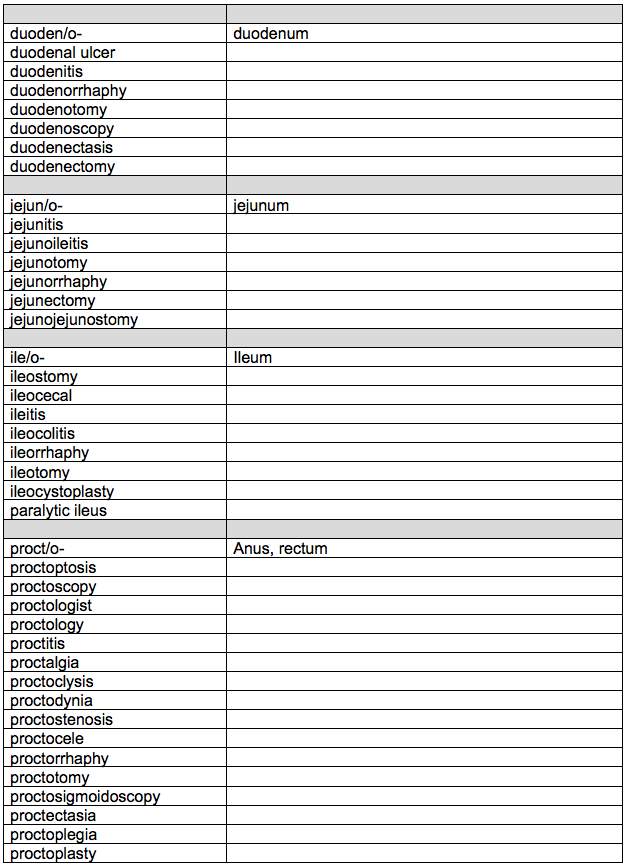 duoden/o- duodenum
duodenal ulcer
duodenitis
duodenorrhaphy
duodenotomy
duodenoscopy
duodenectasis
duodenectomy
jejun/o- jejunum
jejunitis
jejunoileitis
jejunotomy
jejunorrhaphy
jejunectomy
jejunojejunostomy
ile/o- Ileum
ileostomy
ileocecal
ileitis
ileocolitis
ileorrhaphy
ileotomy
ileocystoplasty
paralytic ileus
proct/o- Anus, rectum
proctoptosis
proctoscopy
proctologist
proctology
proctitis
proctalgia
proctoclysis
proctodynia
proctostenosis
proctocele
proctorrhaphy
proctotomy
proctosigmoidoscopy
proctectasia
proctoplegia
proctoplasty